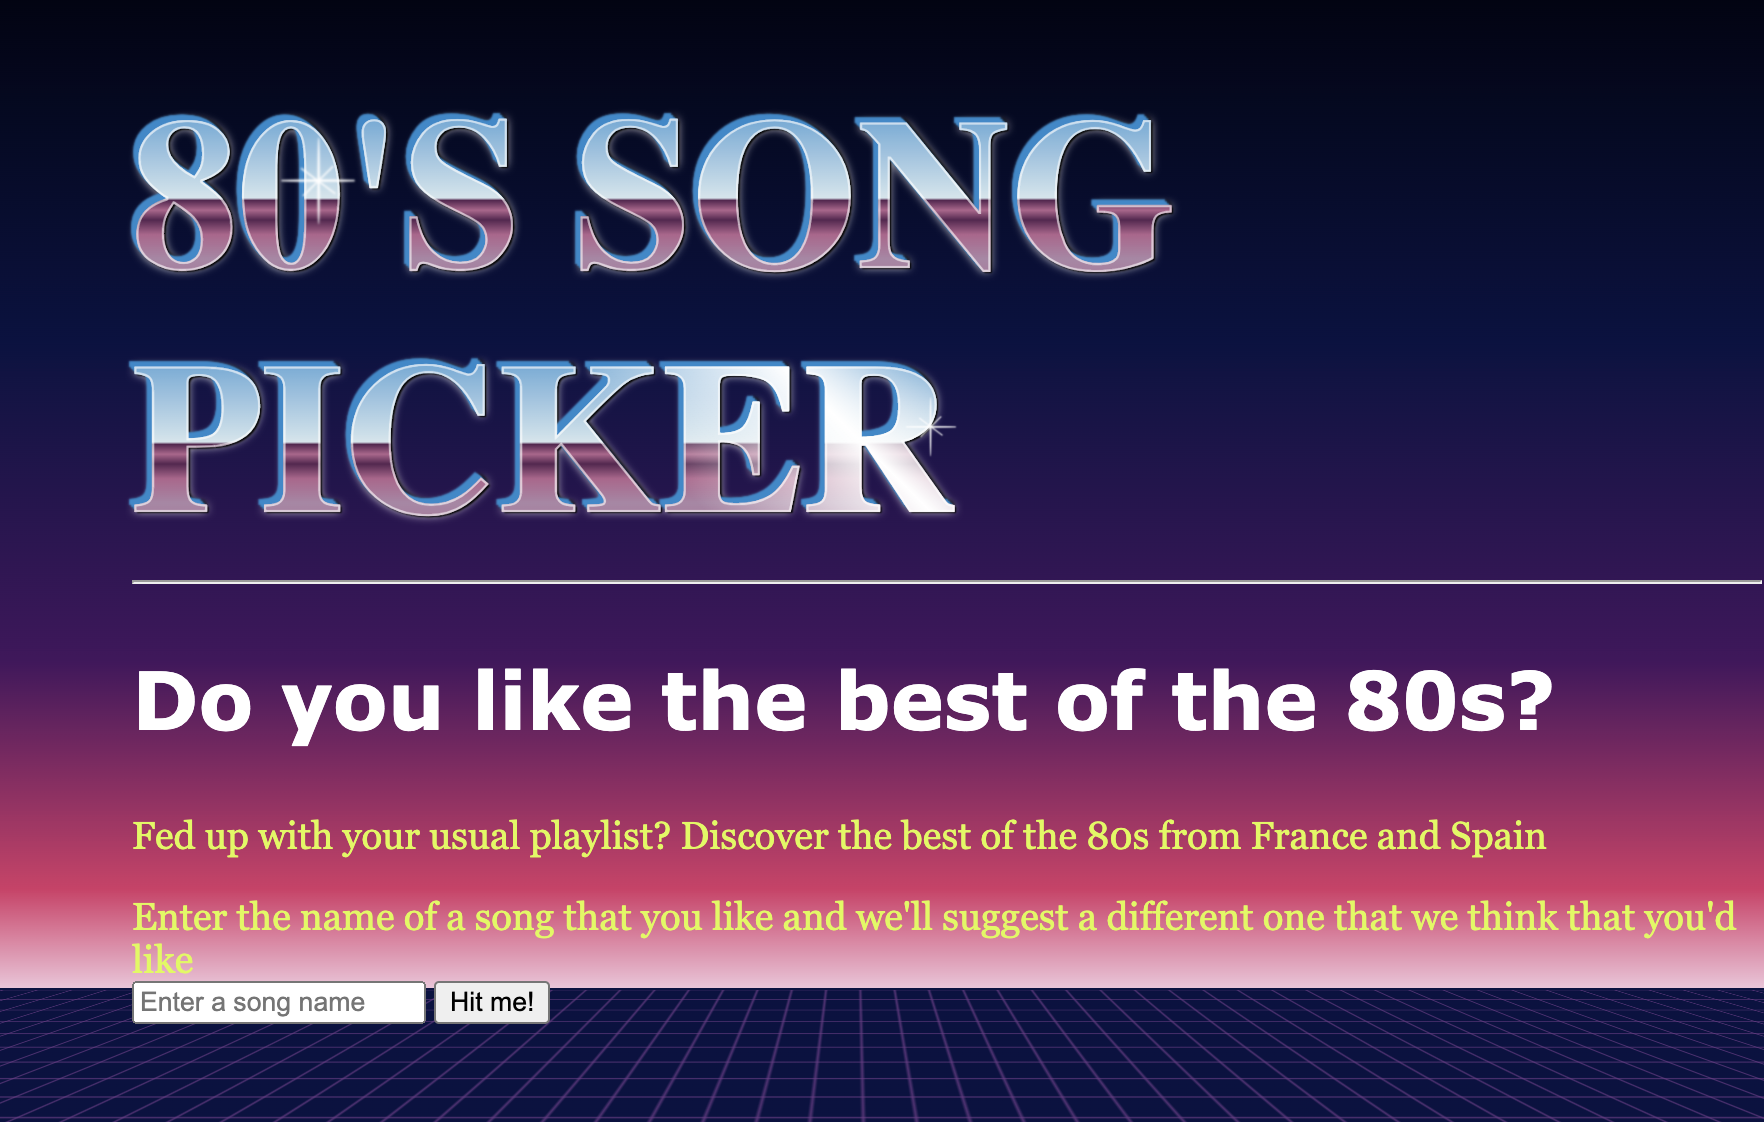 80'S SONG
PICKER
Do you like the best of the 80s?
Fed up with your usual playlist? Discover the best of the 80s from France and Spain
Enter the name of a song that you like and we'll suggest a different one that we think that you'd
like
Enter a song name Hit me!